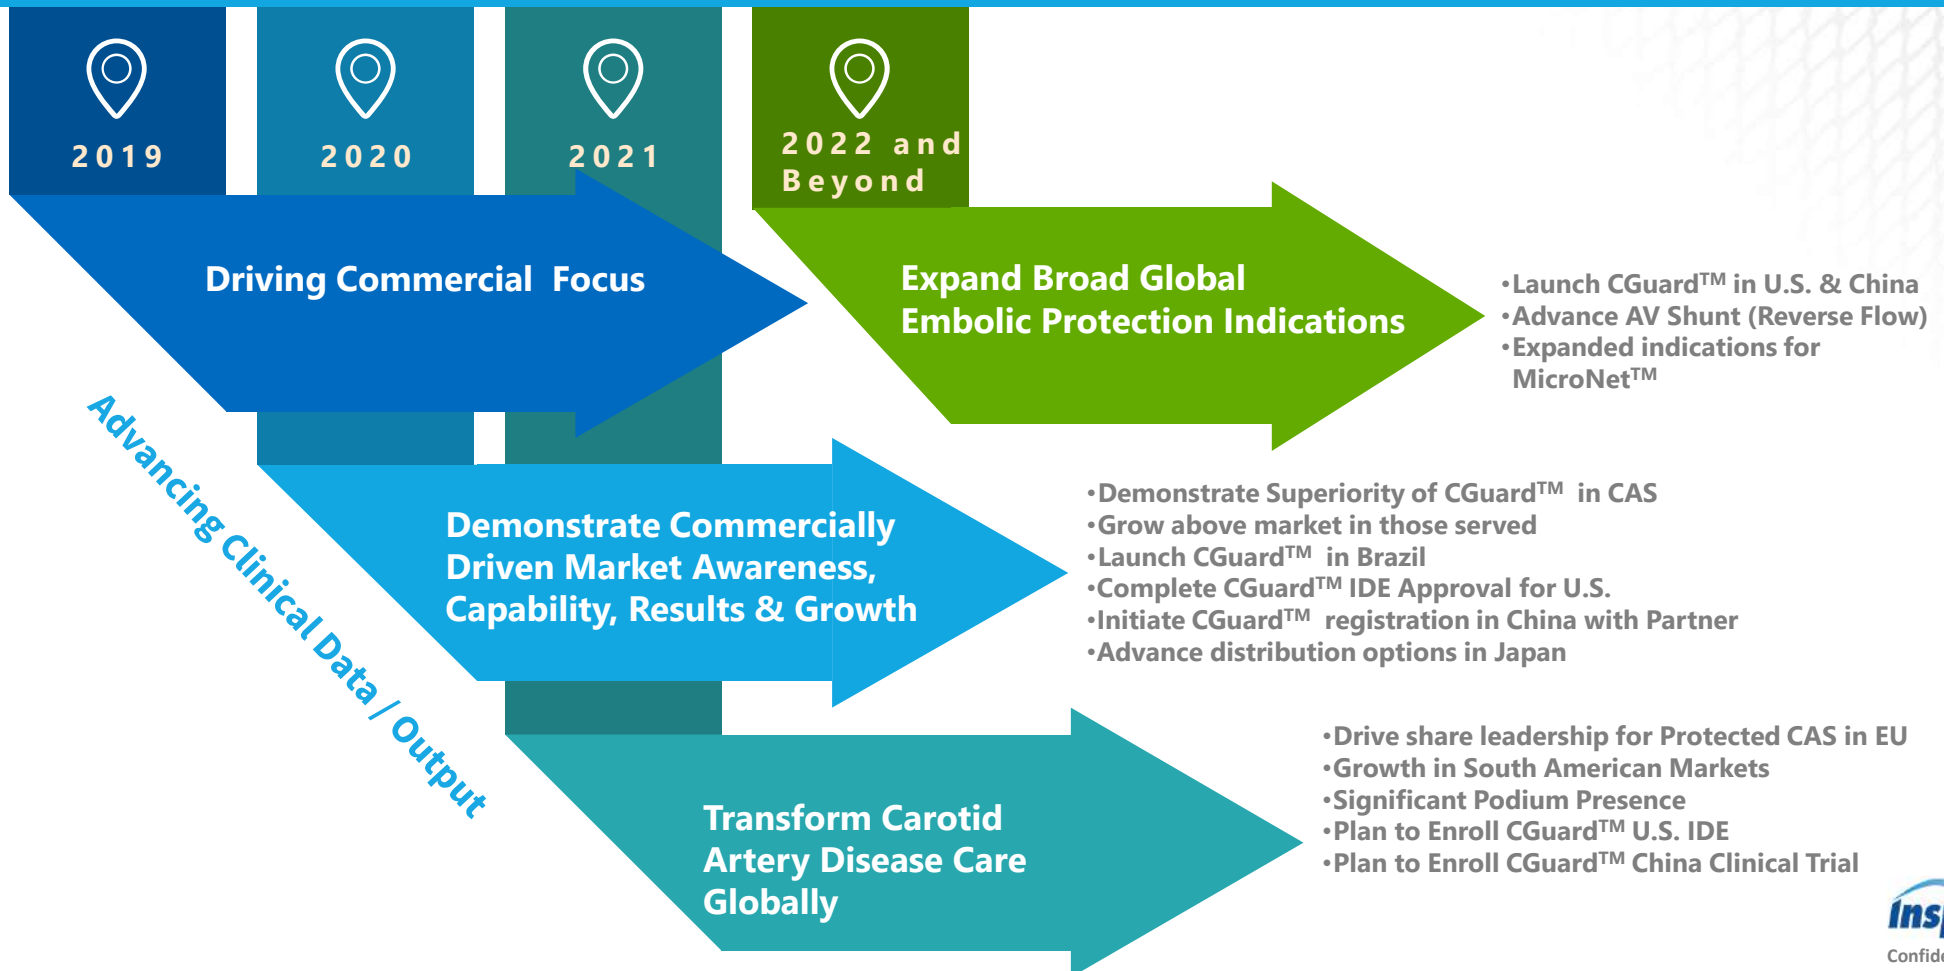 2019
2020
2021
2022 and
Beyond
Driving Commercial Focus
Expand Broad Global
Embolic Protection Indications
•Launch CGuard™ in U.S. & China
•Advance AV Shunt (Reverse Flow)
•Expanded indications for
MicroNet™
Advancing Clinical Data / Output
Demonstrate Commercially
Driven Market Awareness,
Capability, Results & Growth
•Demonstrate Superiority of CGuard™ in CAS
•Grow above market in those served
•Launch CGuard™ in Brazil
•Complete CGuard™ IDE Approval for U.S.
•Initiate CGuard™ registration in China with Partner
•Advance distribution options in Japan
Transform Carotid
Artery Disease Care
Globally
•Drive share leadership for Protected CAS in EU
•Growth in South American Markets
•Significant Podium Presence
•Plan to Enroll CGuard™ U.S. IDE
•Plan to Enroll CGuard™ China Clinical Trial